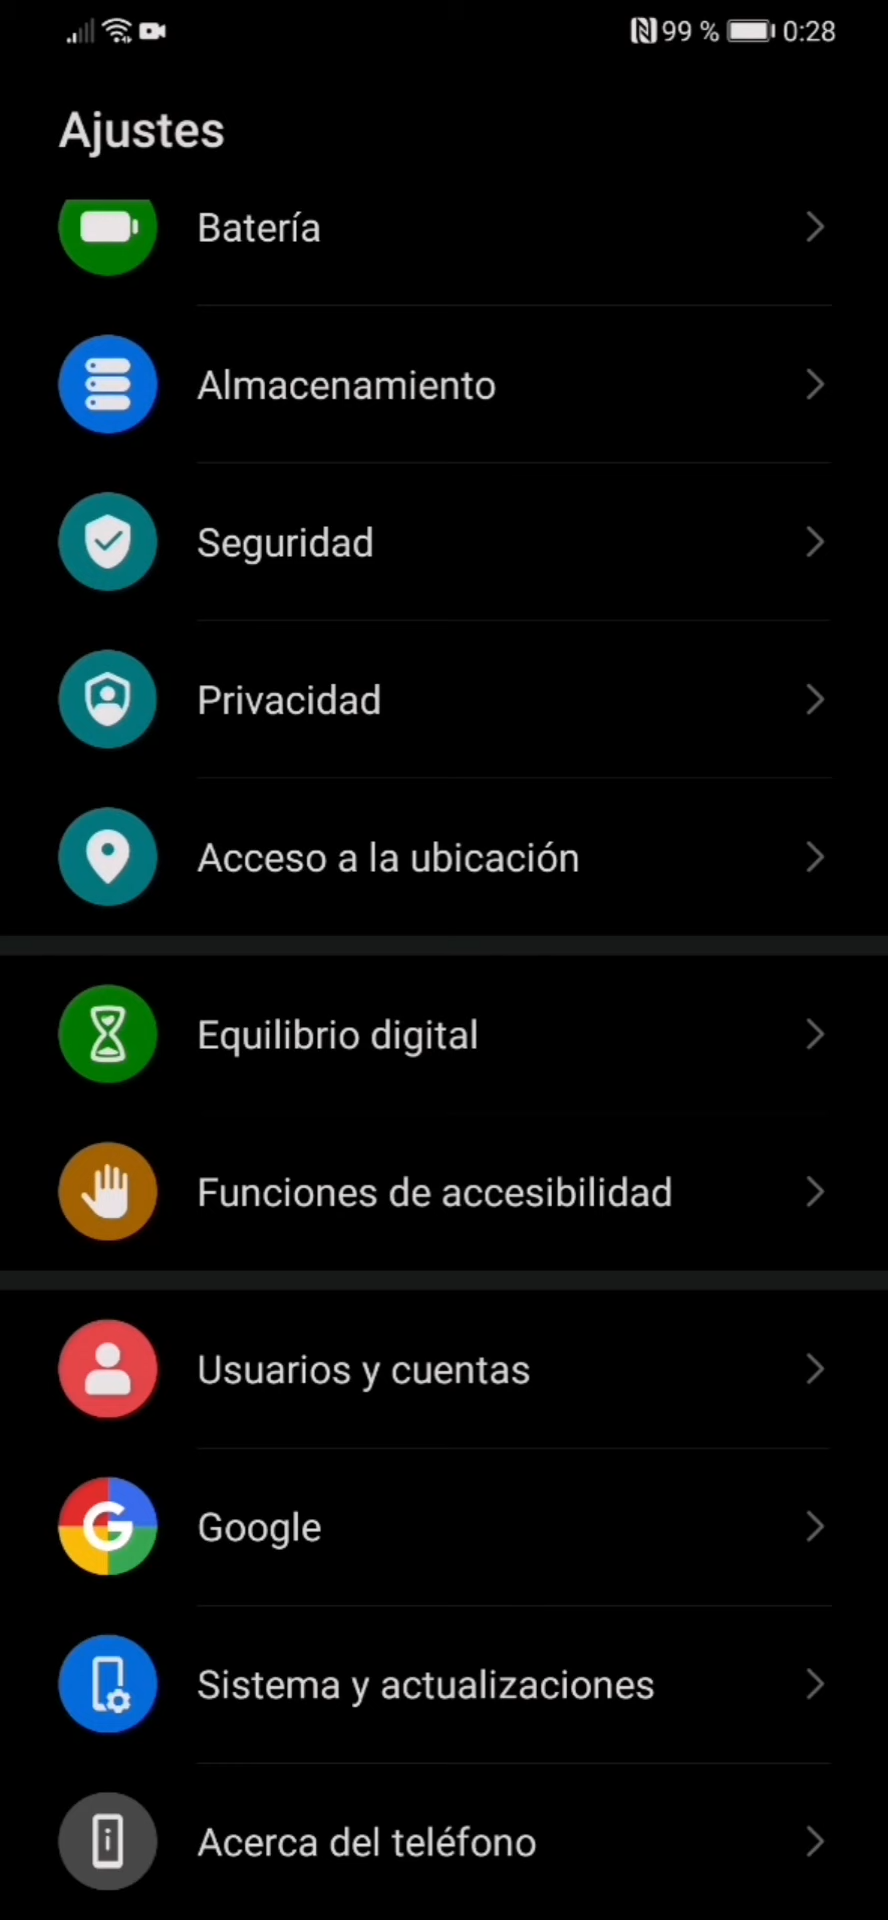 99 % 0:28
Ajustes
Batería
Almacenamiento
Seguridad
Privacidad
Acceso a la ubicación
Equilibrio digital
Funciones de accesibilidad
Usuarios y cuentas
G Google
Sistema y actualizaciones
Acerca del teléfono